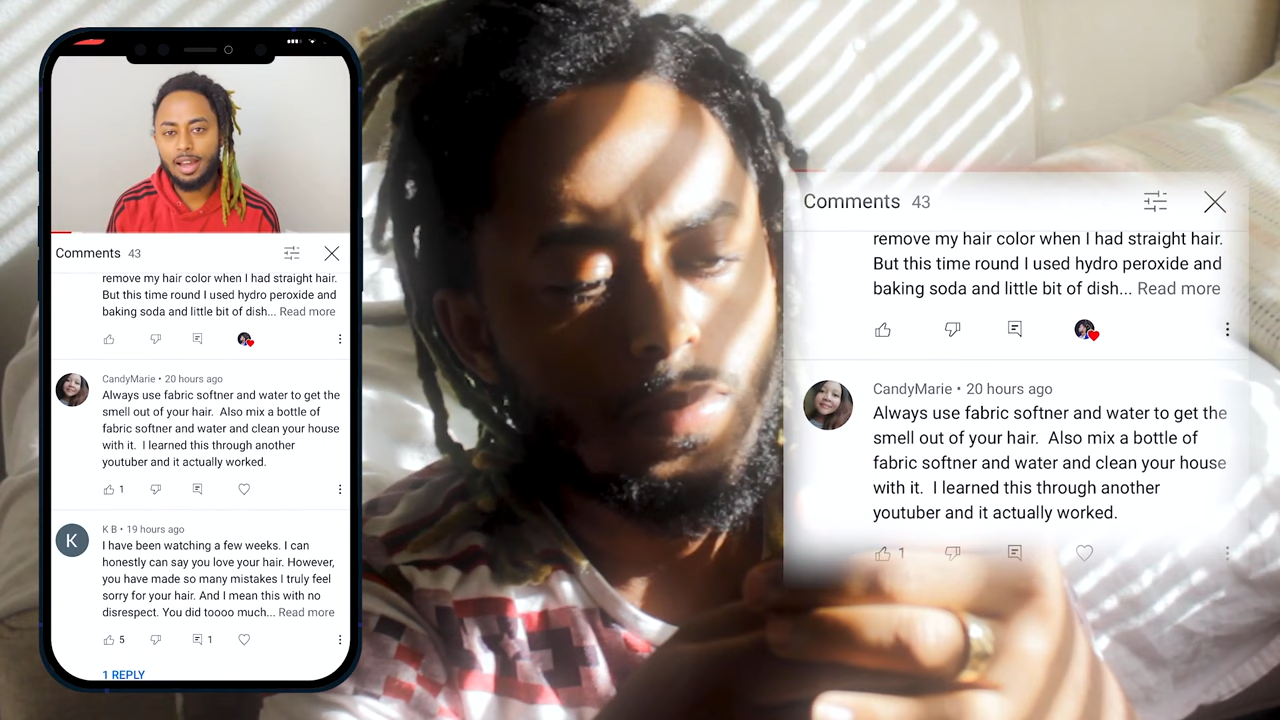 Comments 43
remove my hair color when I had straight hair.
But this time round I used hydro peroxide and
baking soda and little bit of dish... Read more
CandyMarie • 20 hours ago
Always use fabric softner and water to get the
smell out of your hair.  Also mix a bottle of
fabric softner and water and clean your house
with it.  I learned this through another
youtuber and it actually worked.
1
K
K B • 19 hours ago
I have been watching a few weeks. I can
honestly can say you love your hair. However,
you have made so many mistakes I truly feel
sorry for your hair. And I mean this with no
disrespect. You did toooo much... Read more
5 1
1 REPLY
Comments 43
remove my hair color when I had straight hair.
But this time round I used hydro peroxide and
baking soda and little bit of dish... Read more
CandyMarie • 20 hours ago
Always use fabric softner and water to get the
smell out of your hair.  Also mix a bottle of
fabric softner and water and clean your house
with it.  I learned this through another
youtuber and it actually worked.
1